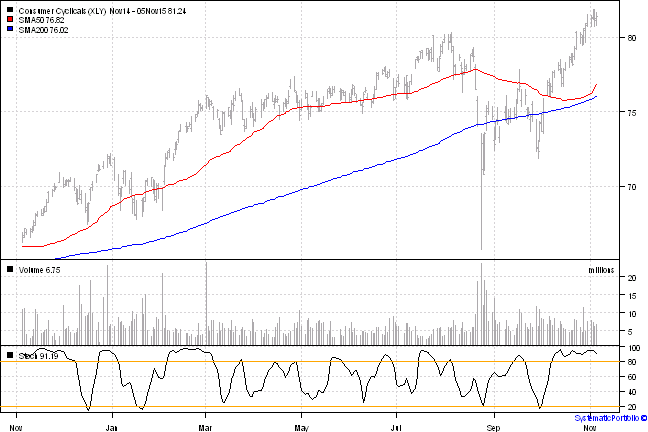 Consumer Cyclicals (XLY) Nov14 - 05Nov15 81.24
SMA50 76.82
SMA200 76.02
80
75
70
Volume 6.75
millions
20
15
10
5
Stoch 91.19
100
80
60
40
20
Nov Jan Mar May Jul Sep Nov
SystematicPortfolio ©